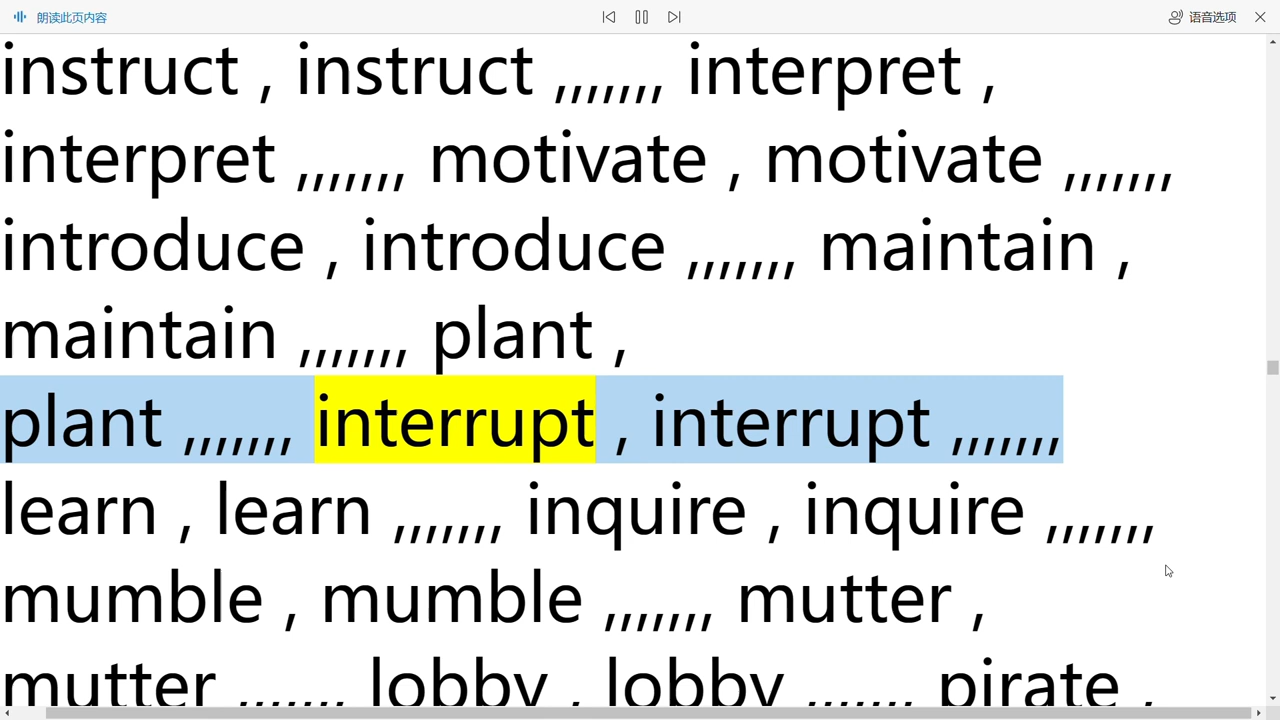 朗读此页内容 语音选项
instruct , instruct ,,,,,,, interpret ,
interpret ,,,,,,, motivate , motivate ,,,,,,,
introduce , introduce ,,,,,,, maintain ,
maintain ,,,,,,, plant ,
plant ,,,,,,, interrupt , interrupt ,,,,,,,
learn , learn ,,,,,,, inquire , inquire ,,,,,,,
mumble , mumble ,,,,,,, mutter ,
mutter ,,,,,,, lobby , lobby ,,,,,,, pirate ,